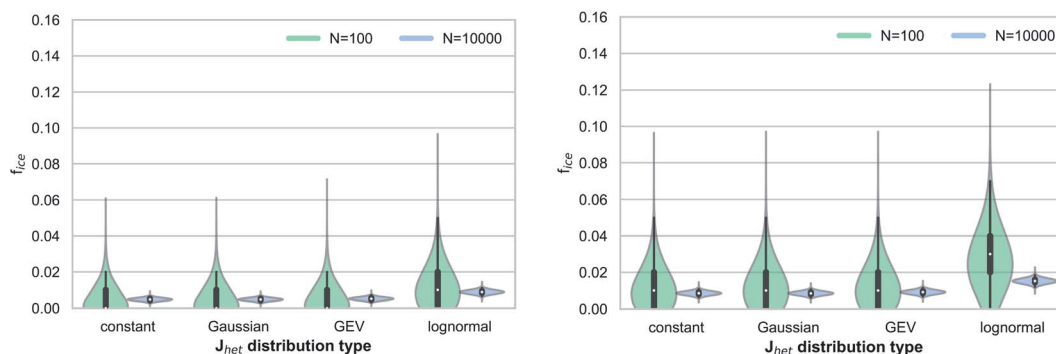 0.16
0.14
0.12
0.10
0.08
0.06
0.04
0.02
0.00
f_ice
N=100 N=10000
constant Gaussian GEV lognormal
J_het distribution type
0.16
0.14
0.12
0.10
0.08
0.06
0.04
0.02
0.00
f_ice
N=100 N=10000
constant Gaussian GEV lognormal
J_het distribution type